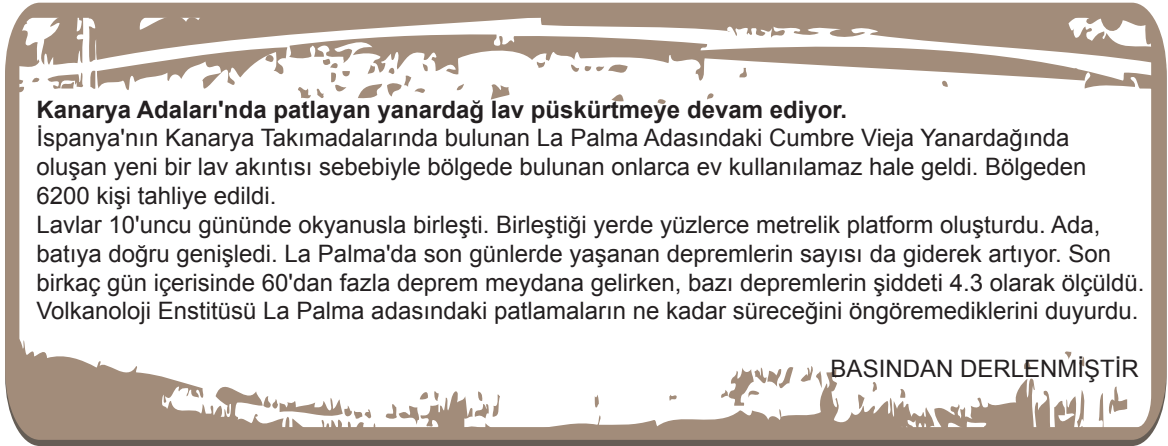 Kanarya Adaları'nda patlayan yanardağ lav püskürtmeye devam ediyor.
İspanya'nın Kanarya Takımadalarında bulunan La Palma Adasındaki Cumbre Vieja Yanardağında
oluşan yeni bir lav akıntısı sebebiyle bölgede bulunan onlarca ev kullanılamaz hale geldi. Bölgeden
6200 kişi tahliye edildi.
Lavlar 10'uncu gününde okyanusla birleşti. Birleştiği yerde yüzlerce metrelik platform oluşturdu. Ada,
batıya doğru genişledi. La Palma'da son günlerde yaşanan depremlerin sayısı da giderek artıyor. Son
birkaç gün içerisinde 60'dan fazla deprem meydana gelirken, bazı depremlerin şiddeti 4.3 olarak ölçüldü.
Volkanoloji Enstitüsü La Palma adasındaki patlamaların ne kadar süreceğini öngöremediklerini duyurdu.
BASINDAN DERLENMİŞTİR